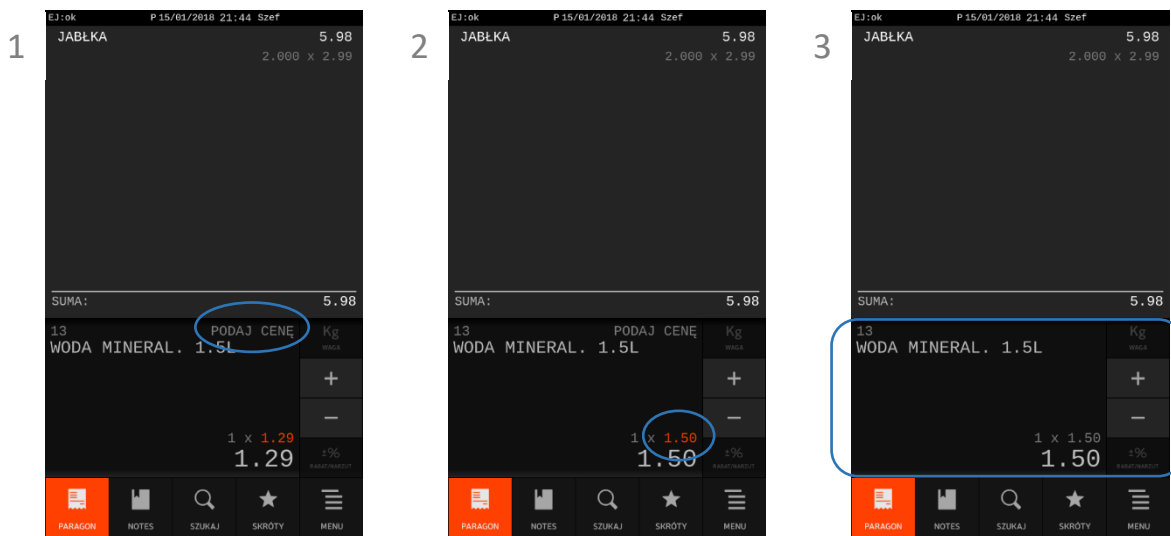 1
EJ:ok P 15/01/2018 21:44 Szef
JABŁKA 5.98
2.000 x 2.99
SUMA: 5.98
13 PODAJ CENĘ Kg
WODA MINERAL. 1.5L WAGA
+
−
1 x 1.29
1.29 ±%
RABAT/NARZUT
PARAGON NOTES SZUKAJ SKRÓTY MENU
2
EJ:ok P 15/01/2018 21:44 Szef
JABŁKA 5.98
2.000 x 2.99
SUMA: 5.98
13 PODAJ CENĘ Kg
WODA MINERAL. 1.5L WAGA
+
−
1 x 1.50
1.50 ±%
RABAT/NARZUT
PARAGON NOTES SZUKAJ SKRÓTY MENU
3
EJ:ok P 15/01/2018 21:44 Szef
JABŁKA 5.98
2.000 x 2.99
SUMA: 5.98
13 Kg
WODA MINERAL. 1.5L WAGA
+
−
1 x 1.50
1.50 ±%
RABAT/NARZUT
PARAGON NOTES SZUKAJ SKRÓTY MENU